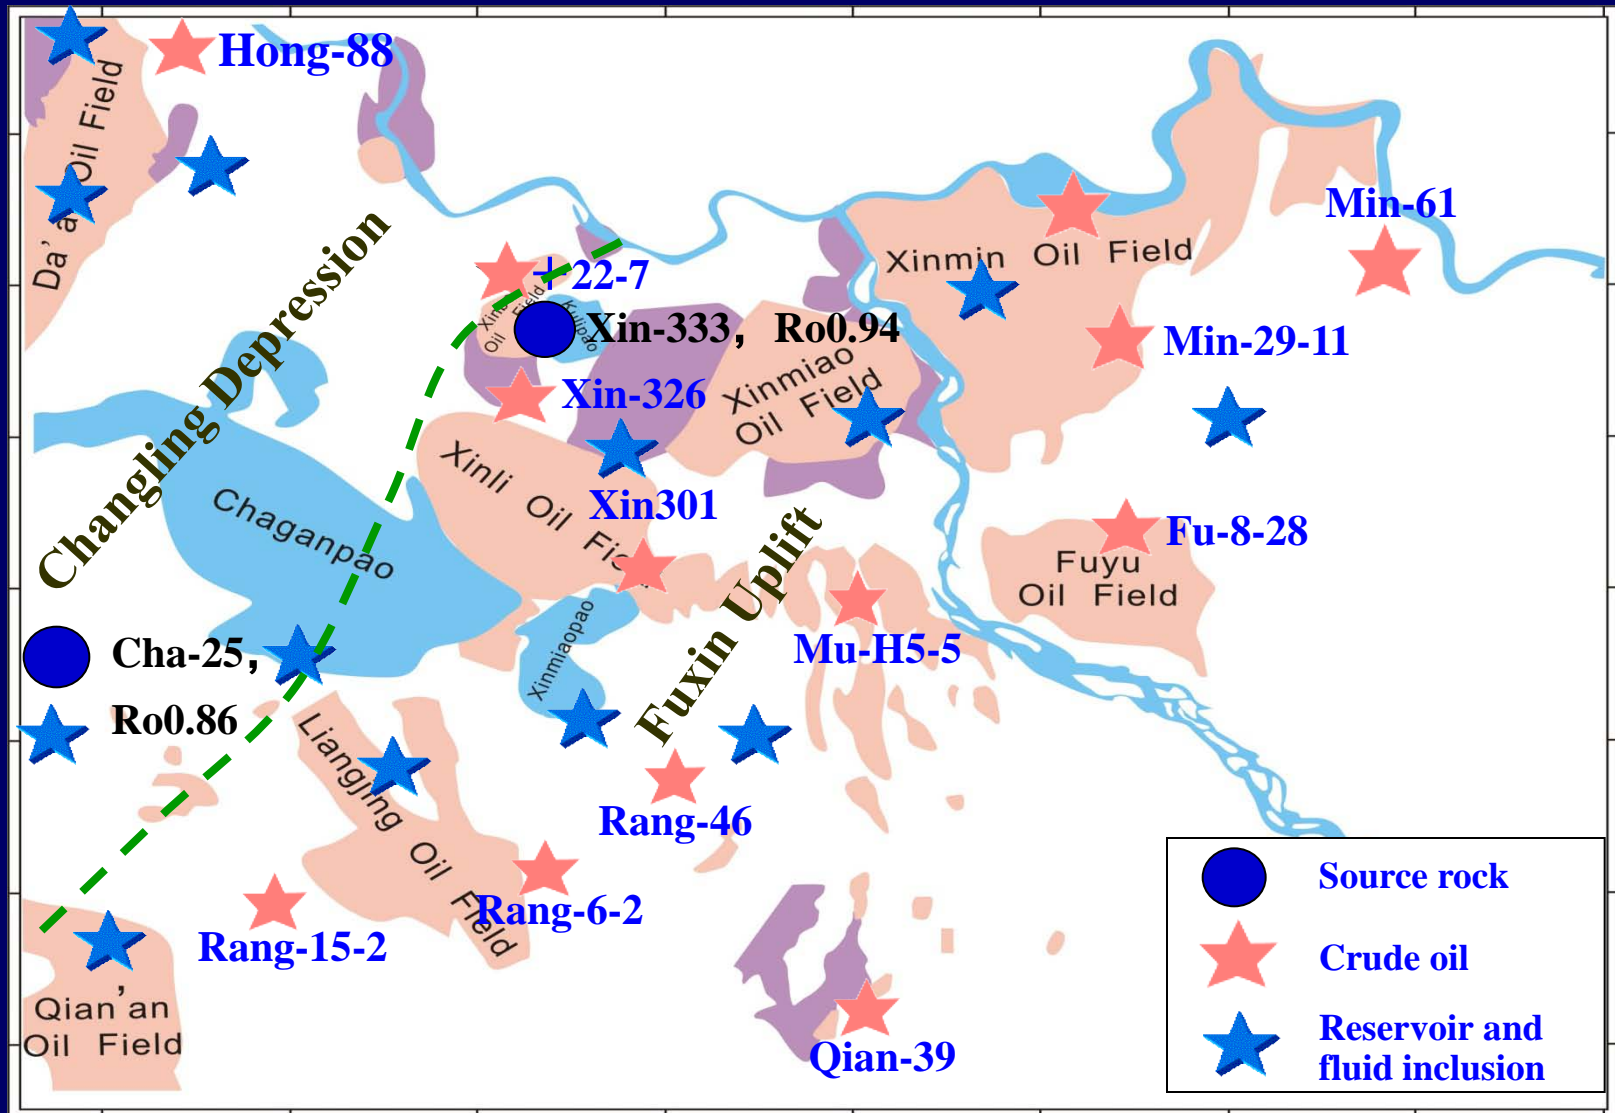 Hong-88
Da' a Oil Field
Changling Depression
+22-7
Oil Field
Kulipao
Xin-333, Ro0.94
Xin-326
Xinmiao
Oil Field
Xinmin Oil Field
Min-61
Min-29-11
Xinli Oil Fie
Xin301
Chaganpao
Fuxin Uplift
Fu-8-28
Fuyu
Oil Field
Mu-H5-5
Xinmiaopao
Cha-25,
Ro0.86
Liangjing Oil Field
Rang-46
Rang-6-2
Rang-15-2
Qian'an
Oil Field
Qian-39
Source rock
Crude oil
Reservoir and
fluid inclusion